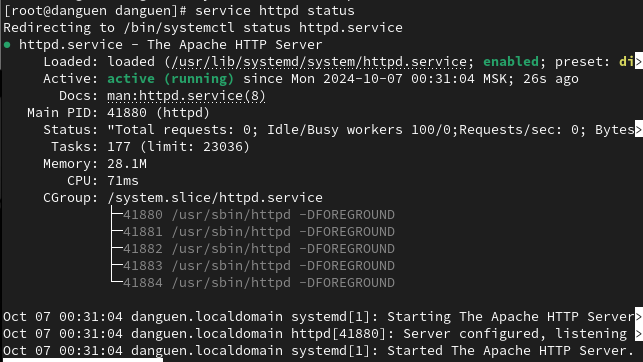 [root@danguen danguen]# service httpd status
Redirecting to /bin/systemctl status httpd.service
● httpd.service - The Apache HTTP Server
     Loaded: loaded (/usr/lib/systemd/system/httpd.service; enabled; preset: di>
     Active: active (running) since Mon 2024-10-07 00:31:04 MSK; 26s ago
       Docs: man:httpd.service(8)
   Main PID: 41880 (httpd)
     Status: "Total requests: 0; Idle/Busy workers 100/0;Requests/sec: 0; Bytes>
      Tasks: 177 (limit: 23036)
     Memory: 28.1M
        CPU: 71ms
     CGroup: /system.slice/httpd.service
             ├─41880 /usr/sbin/httpd -DFOREGROUND
             ├─41881 /usr/sbin/httpd -DFOREGROUND
             ├─41882 /usr/sbin/httpd -DFOREGROUND
             ├─41883 /usr/sbin/httpd -DFOREGROUND
             └─41884 /usr/sbin/httpd -DFOREGROUND
Oct 07 00:31:04 danguen.localdomain systemd[1]: Starting The Apache HTTP Server>
Oct 07 00:31:04 danguen.localdomain httpd[41880]: Server configured, listening >
Oct 07 00:31:04 danguen.localdomain systemd[1]: Started The Apache HTTP Server